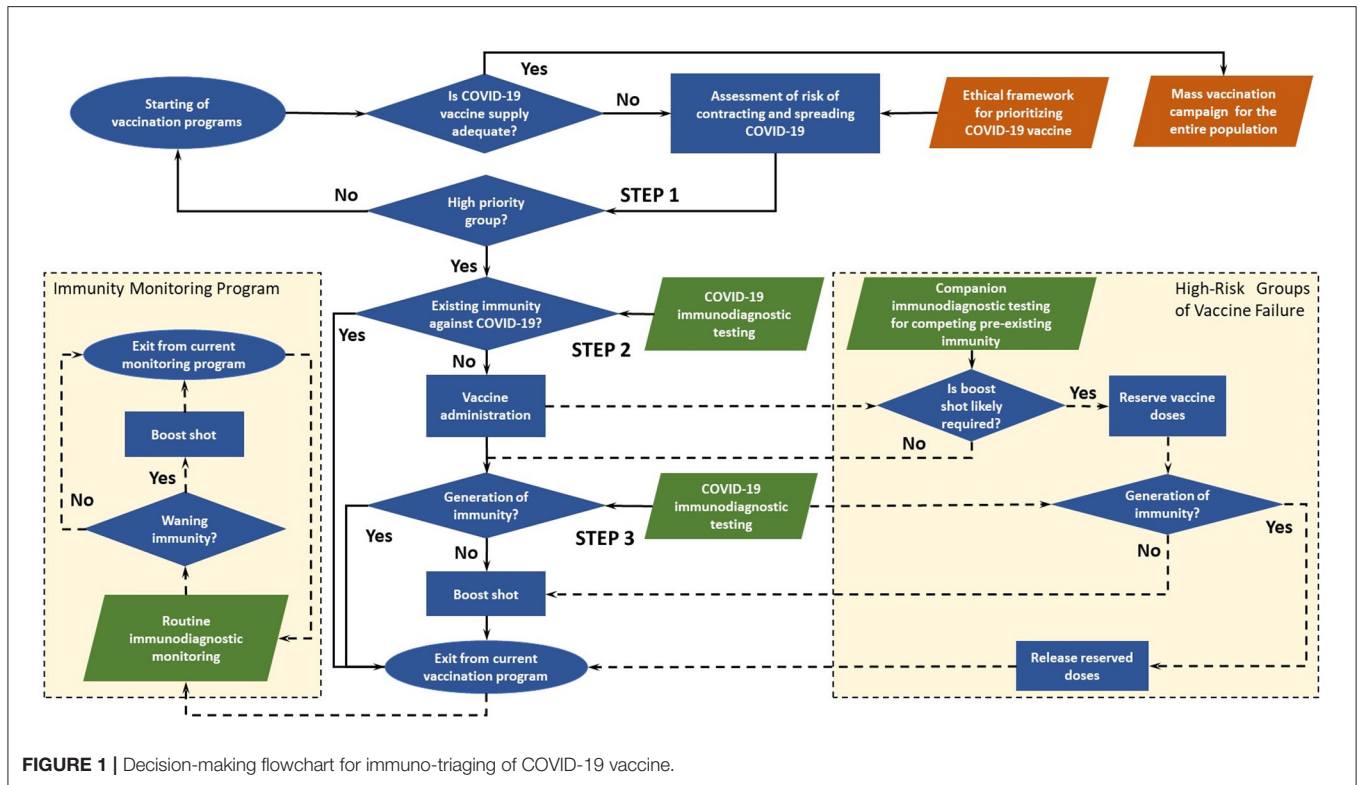 Yes
Starting of
vaccination programs
Is COVID-19
vaccine supply
adequate?
No
Assessment of risk of
contracting and spreading
COVID-19
Ethical framework
for prioritizing
COVID-19 vaccine
Mass vaccination
campaign for the
entire population
No
High priority
group?
STEP 1
Yes
Immunity Monitoring Program
Exit from current
monitoring program
Boost shot
Yes
No
Waning
immunity?
Routine
immunodiagnostic
monitoring
Existing immunity
against COVID-19?
Yes
COVID-19
immunodiagnostic
testing
STEP 2
No
Vaccine
administration
Generation of
immunity?
Yes
COVID-19
immunodiagnostic
testing
STEP 3
No
Boost shot
Exit from current
vaccination program
High-Risk Groups
of Vaccine Failure
Companion
immunodiagnostic testing
for competing pre-existing
immunity
Is boost
shot likely
required?
Yes
Reserve vaccine
doses
No
Generation of
immunity?
Yes
No
Release reserved
doses
FIGURE 1 | Decision-making flowchart for immuno-triaging of COVID-19 vaccine.